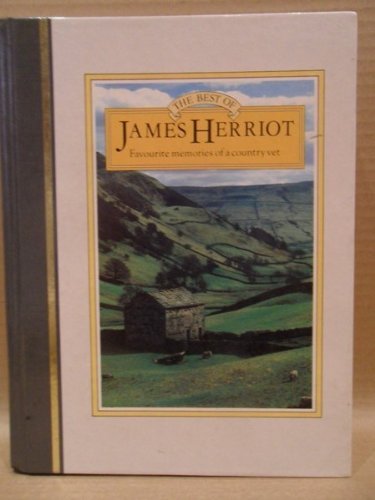 THE BEST OF
JAMES HERRIOT
Favourite memories of a country vet